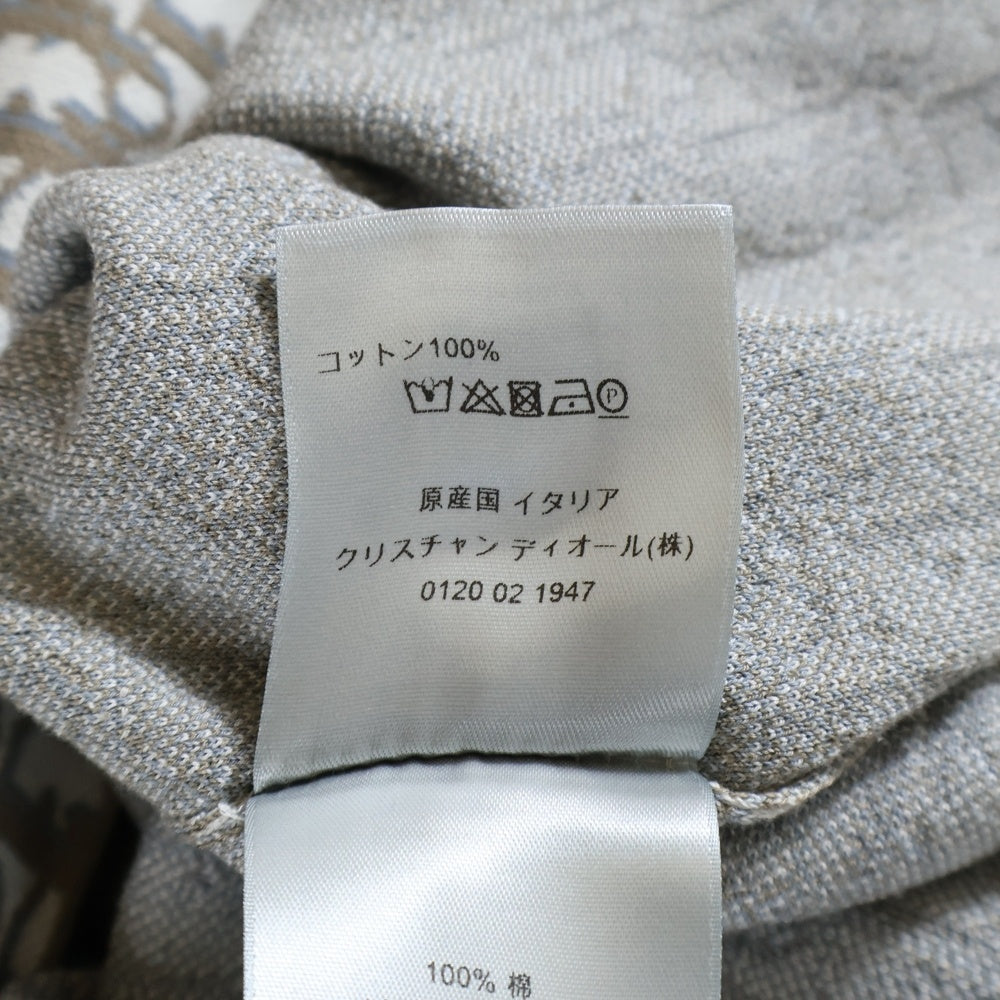 コットン100%
P
原産国 イタリア
クリスチャン ディオール(株)
0120 02 1947
100% 棉